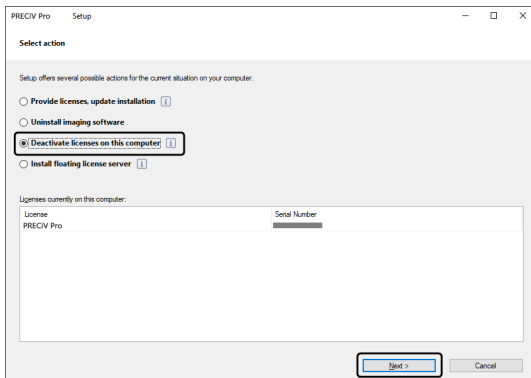 PRECiV Pro Setup
Select action
Setup offers several possible actions for the current situation on your computer.
Provide licenses, update installation i
Uninstall imaging software
Deactivate licenses on this computer i
Install floating license server i
Licenses currently on this computer:
License Serial Number
PRECiV Pro
Next > Cancel